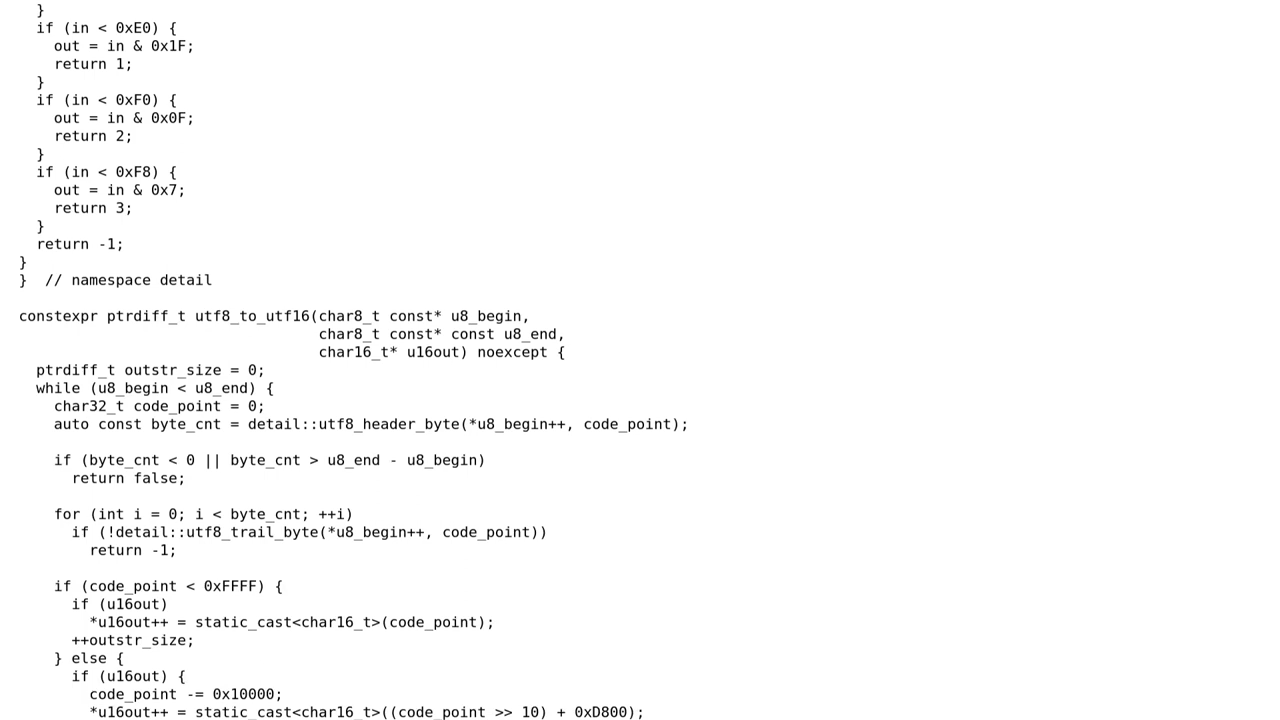 }
  if (in < 0xE0) {
    out = in & 0x1F;
    return 1;
  }
  if (in < 0xF0) {
    out = in & 0x0F;
    return 2;
  }
  if (in < 0xF8) {
    out = in & 0x7;
    return 3;
  }
  return -1;
}
}  // namespace detail

constexpr ptrdiff_t utf8_to_utf16(char8_t const* u8_begin,
                                  char8_t const* const u8_end,
                                  char16_t* u16out) noexcept {
  ptrdiff_t outstr_size = 0;
  while (u8_begin < u8_end) {
    char32_t code_point = 0;
    auto const byte_cnt = detail::utf8_header_byte(*u8_begin++, code_point);

    if (byte_cnt < 0 || byte_cnt > u8_end - u8_begin)
      return false;

    for (int i = 0; i < byte_cnt; ++i)
      if (!detail::utf8_trail_byte(*u8_begin++, code_point))
        return -1;

    if (code_point < 0xFFFF) {
      if (u16out)
        *u16out++ = static_cast<char16_t>(code_point);
      ++outstr_size;
    } else {
      if (u16out) {
        code_point -= 0x10000;
        *u16out++ = static_cast<char16_t>((code_point >> 10) + 0xD800);